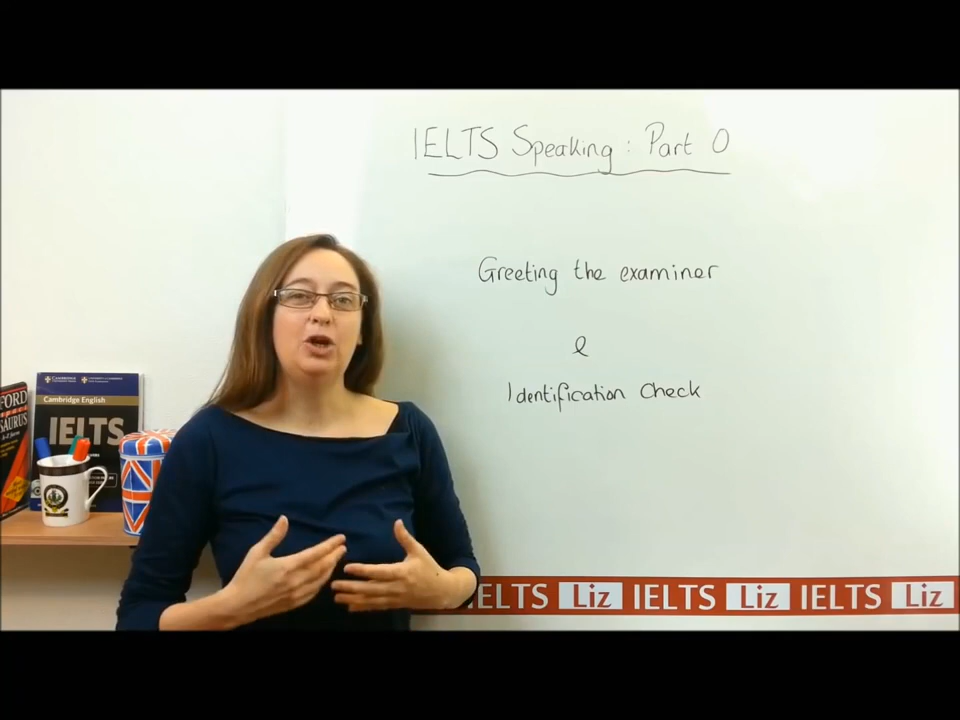 IELTS Speaking : Part 0
Greeting the examiner
&
Identification Check
Cambridge English
IELTS
IELTS Liz IELTS Liz IELTS Liz